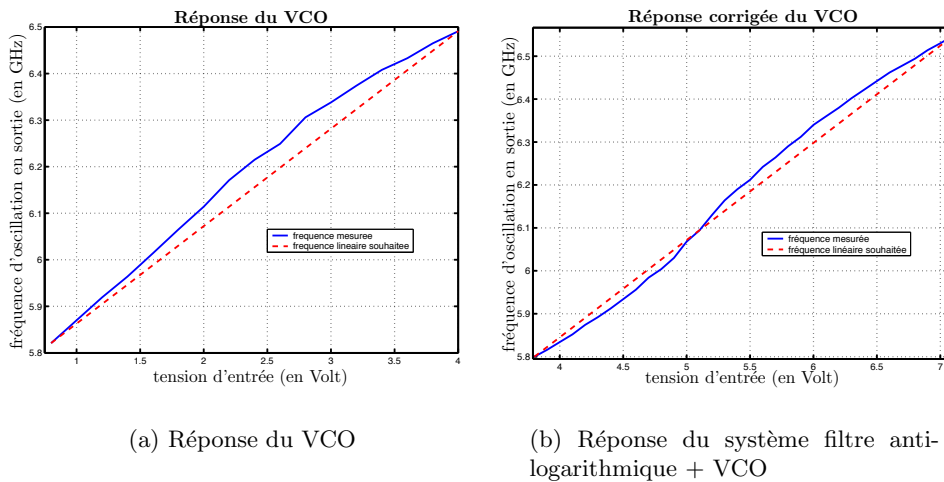 Réponse du VCO
fréquence d'oscillation en sortie (en GHz)
6.5
6.4
6.3
6.2
6.1
6
5.9
5.8
frequence mesuree
frequence lineaire souhaitee
1
1.5
2
2.5
3
3.5
4
tension d'entrée (en Volt)
(a) Réponse du VCO
Réponse corrigée du VCO
fréquence d'oscillation en sortie (en GHz)
6.5
6.4
6.3
6.2
6.1
6
5.9
5.8
fréquence mesurée
fréquence linéaire souhaitée
4
4.5
5
5.5
6
6.5
7
tension d'entrée (en Volt)
(b) Réponse du système filtre anti-
logarithmique + VCO